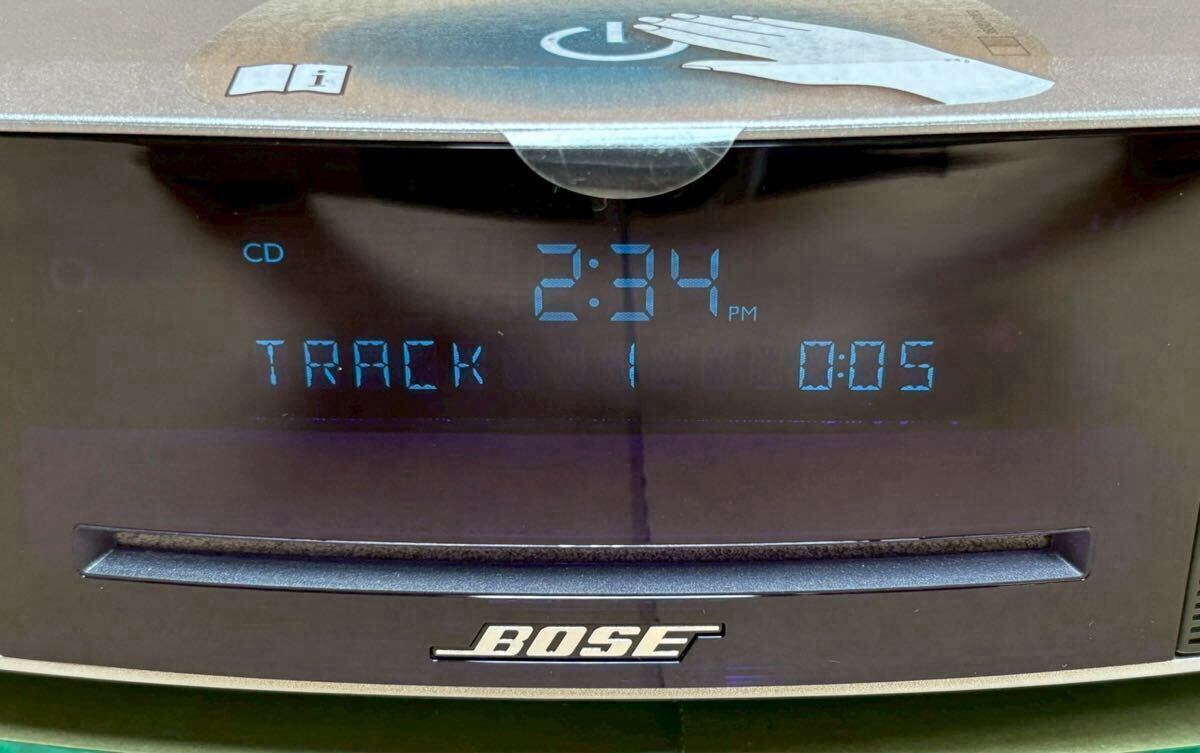 i
CD
2:34 PM
TRACK 1 0:05
BOSE